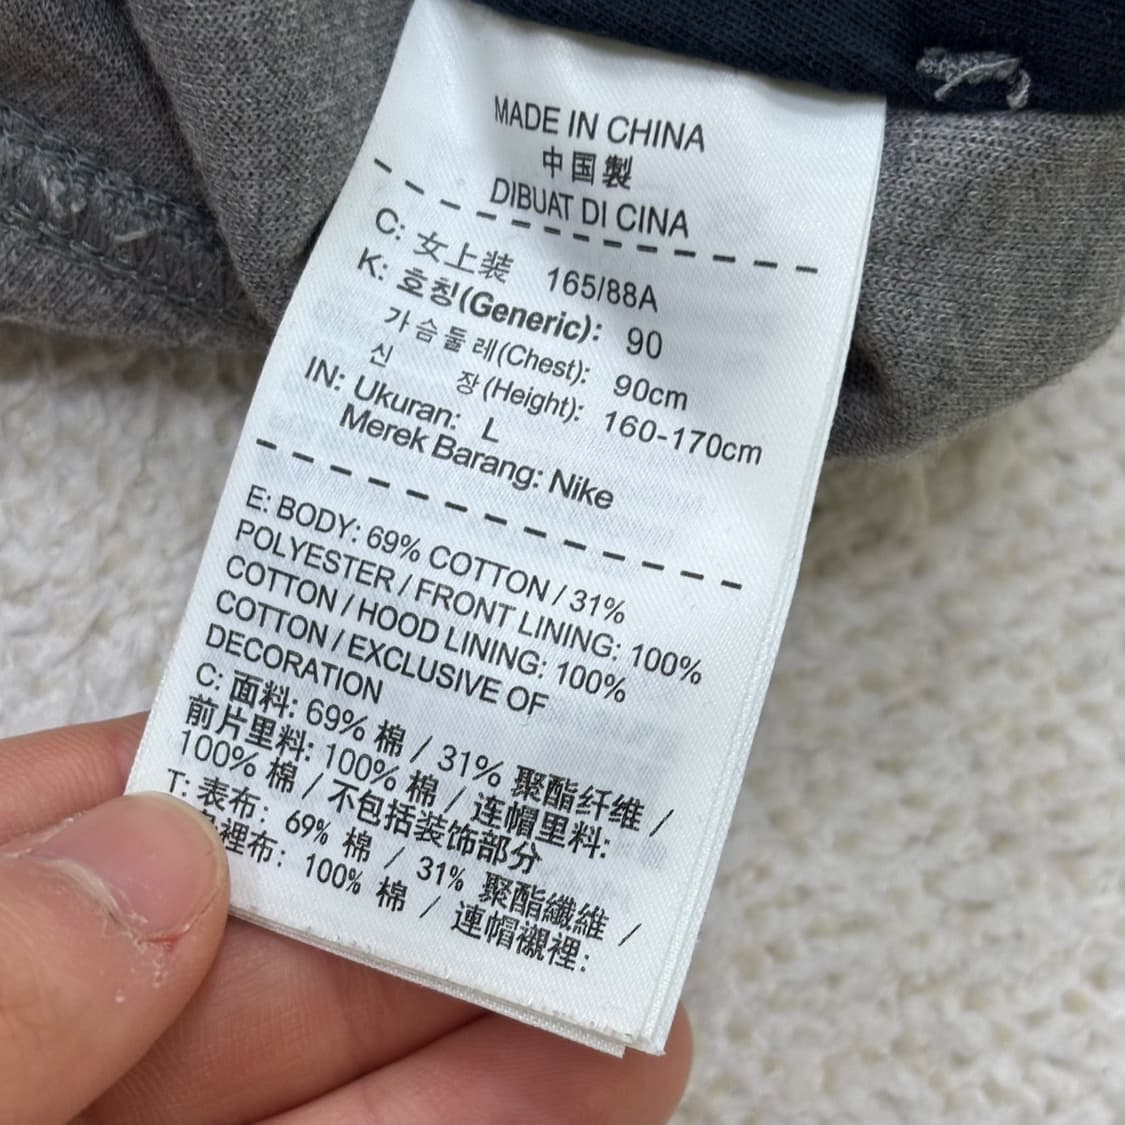 MADE IN CHINA
中国製
DIBUAT DI CINA
C: 女上装 165/88A
K: 호칭(Generic): 90
가슴둘레(Chest): 90cm
신 장(Height): 160-170cm
IN: Ukuran: L
Merek Barang: Nike
E: BODY: 69% COTTON / 31%
POLYESTER / FRONT LINING: 100%
COTTON / HOOD LINING: 100%
COTTON / EXCLUSIVE OF
DECORATION
C: 面料: 69% 棉 / 31% 聚酯纤维 /
前片里料: 100% 棉 / 连帽里料:
100% 棉 / 不包括装饰部分
T: 表布: 69% 棉 / 31% 聚酯纖維 /
裡布: 100% 棉 / 連帽襯裡: